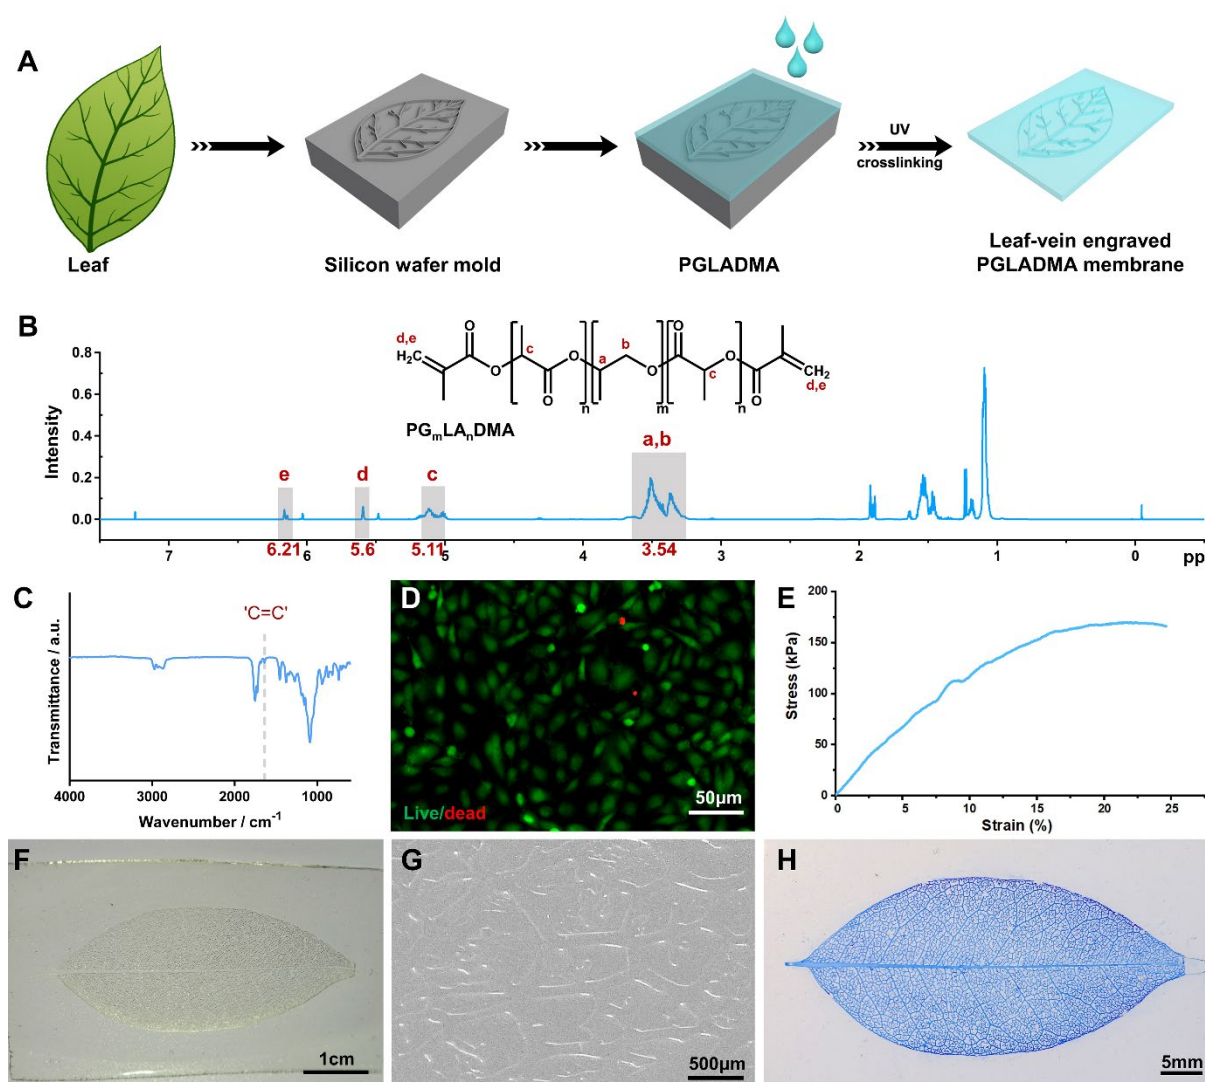 A
UV
crosslinking
Leaf
Silicon wafer mold
PGLADMA
Leaf-vein engraved
PGLADMA membrane
B
d,e
H₂C
O
O
c
O
O
n
a
b
O
m
O
c
O
n
O
CH₂
d,e
PGₘLAₙDMA
Intensity
0.8
0.6
0.4
0.2
0.0
e
d
c
a,b
6.21
5.6
5.11
3.54
7
6
5
4
3
2
1
0
pp
C
'C=C'
Transmittance / a.u.
4000
3000
2000
1000
Wavenumber / cm⁻¹
D
Live/dead
50μm
E
Stress (kPa)
200
150
100
50
0
0
5
10
15
20
25
Strain (%)
F
1cm
G
500μm
H
5mm